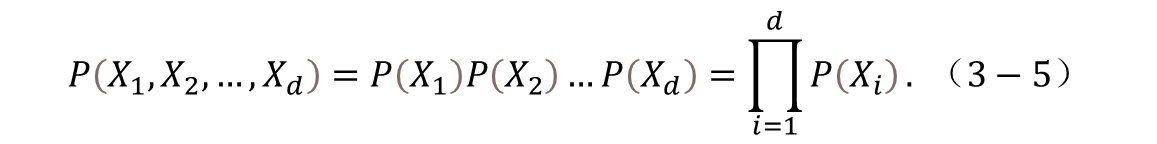 P(X₁, X₂, …, X_d) = P(X₁)P(X₂) … P(X_d) = ∏_{i=1}^{d} P(X_i) . （3 − 5）